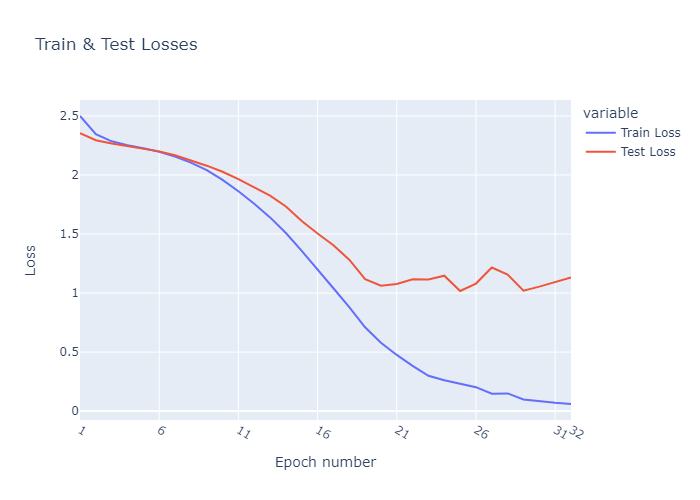 Train & Test Losses
variable
Train Loss
Test Loss
2.5
2
1.5
1
0.5
0
Loss
1 6 11 16 21 26 31 32
Epoch number